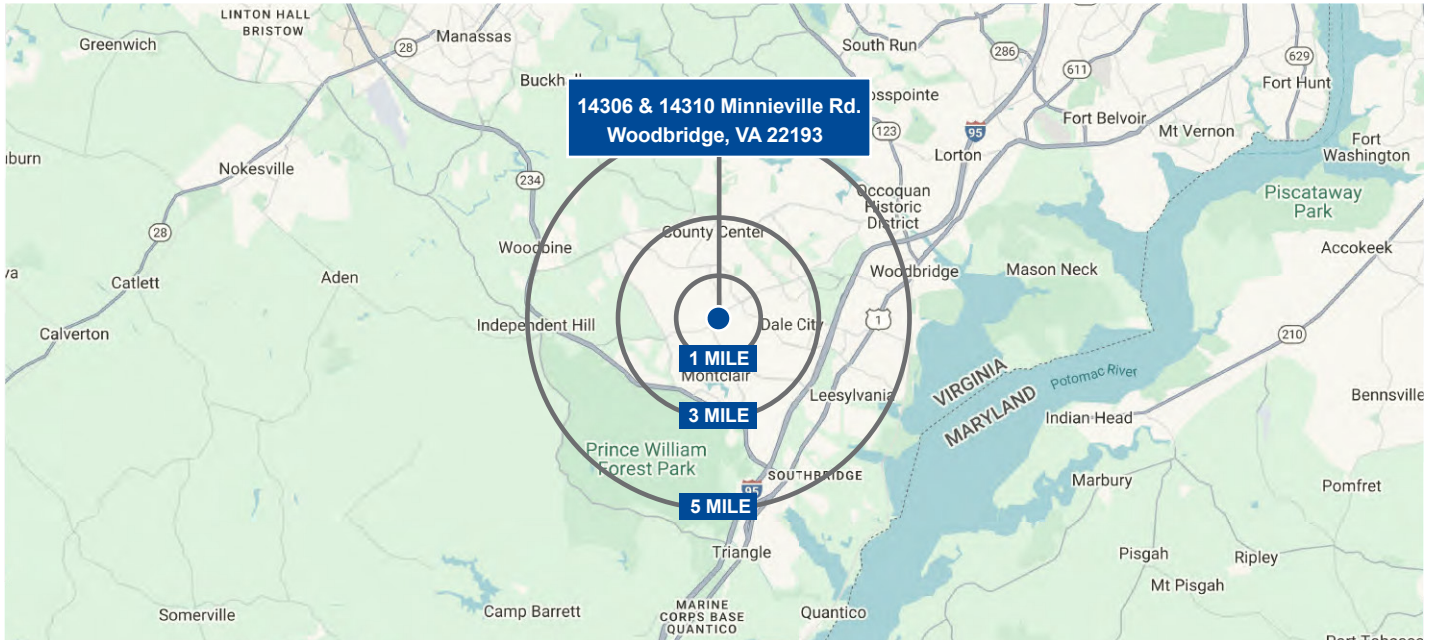 LINTON HALL
BRISTOW
Greenwich
28
Manassas
South Run
286
629
611
Fort Hunt
14306 & 14310 Minnieville Rd.
Woodbridge, VA 22193
123
95
Fort Belvoir
Mt Vernon
Lorton
Fort
Washington
Nokesville
234
Occoquan
Historic
District
Piscataway
Park
28
County Center
Woodbine
Accokeek
Catlett
Aden
Woodbridge
Mason Neck
Calverton
Independent Hill
Dale City
1
210
1 MILE
Montclair
VIRGINIA
Potomac River
MARYLAND
Leesylvania
Bennsville
3 MILE
Indian Head
Prince William
Forest Park
SOUTHBRIDGE
95
Marbury
Pomfret
5 MILE
Triangle
Pisgah
Ripley
Mt Pisgah
Somerville
Camp Barrett
MARINE
CORPS BASE
QUANTICO
Quantico